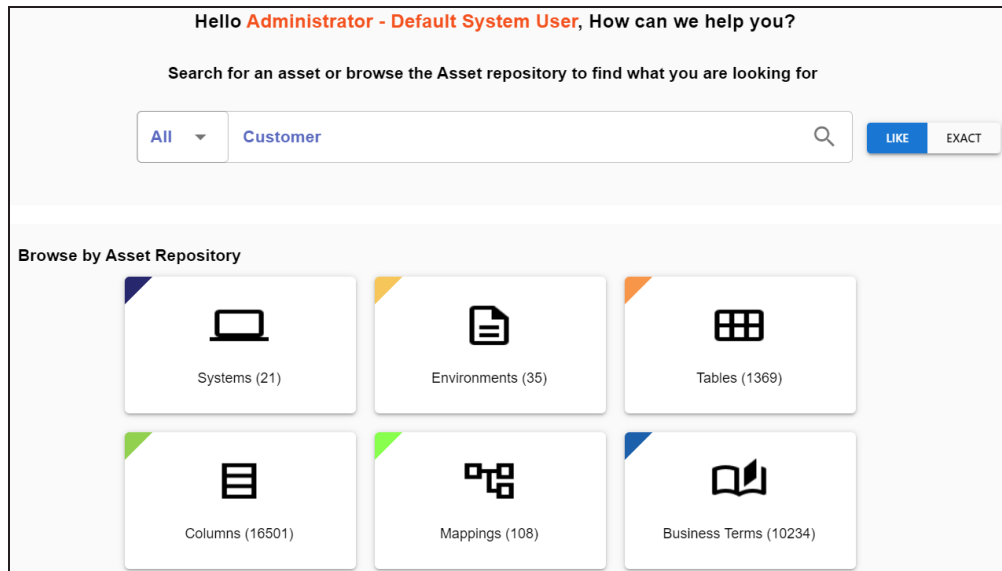 Hello Administrator - Default System User, How can we help you?
Search for an asset or browse the Asset repository to find what you are looking for
All Customer LIKE EXACT
Browse by Asset Repository
Systems (21) Environments (35) Tables (1369)
Columns (16501) Mappings (108) Business Terms (10234)